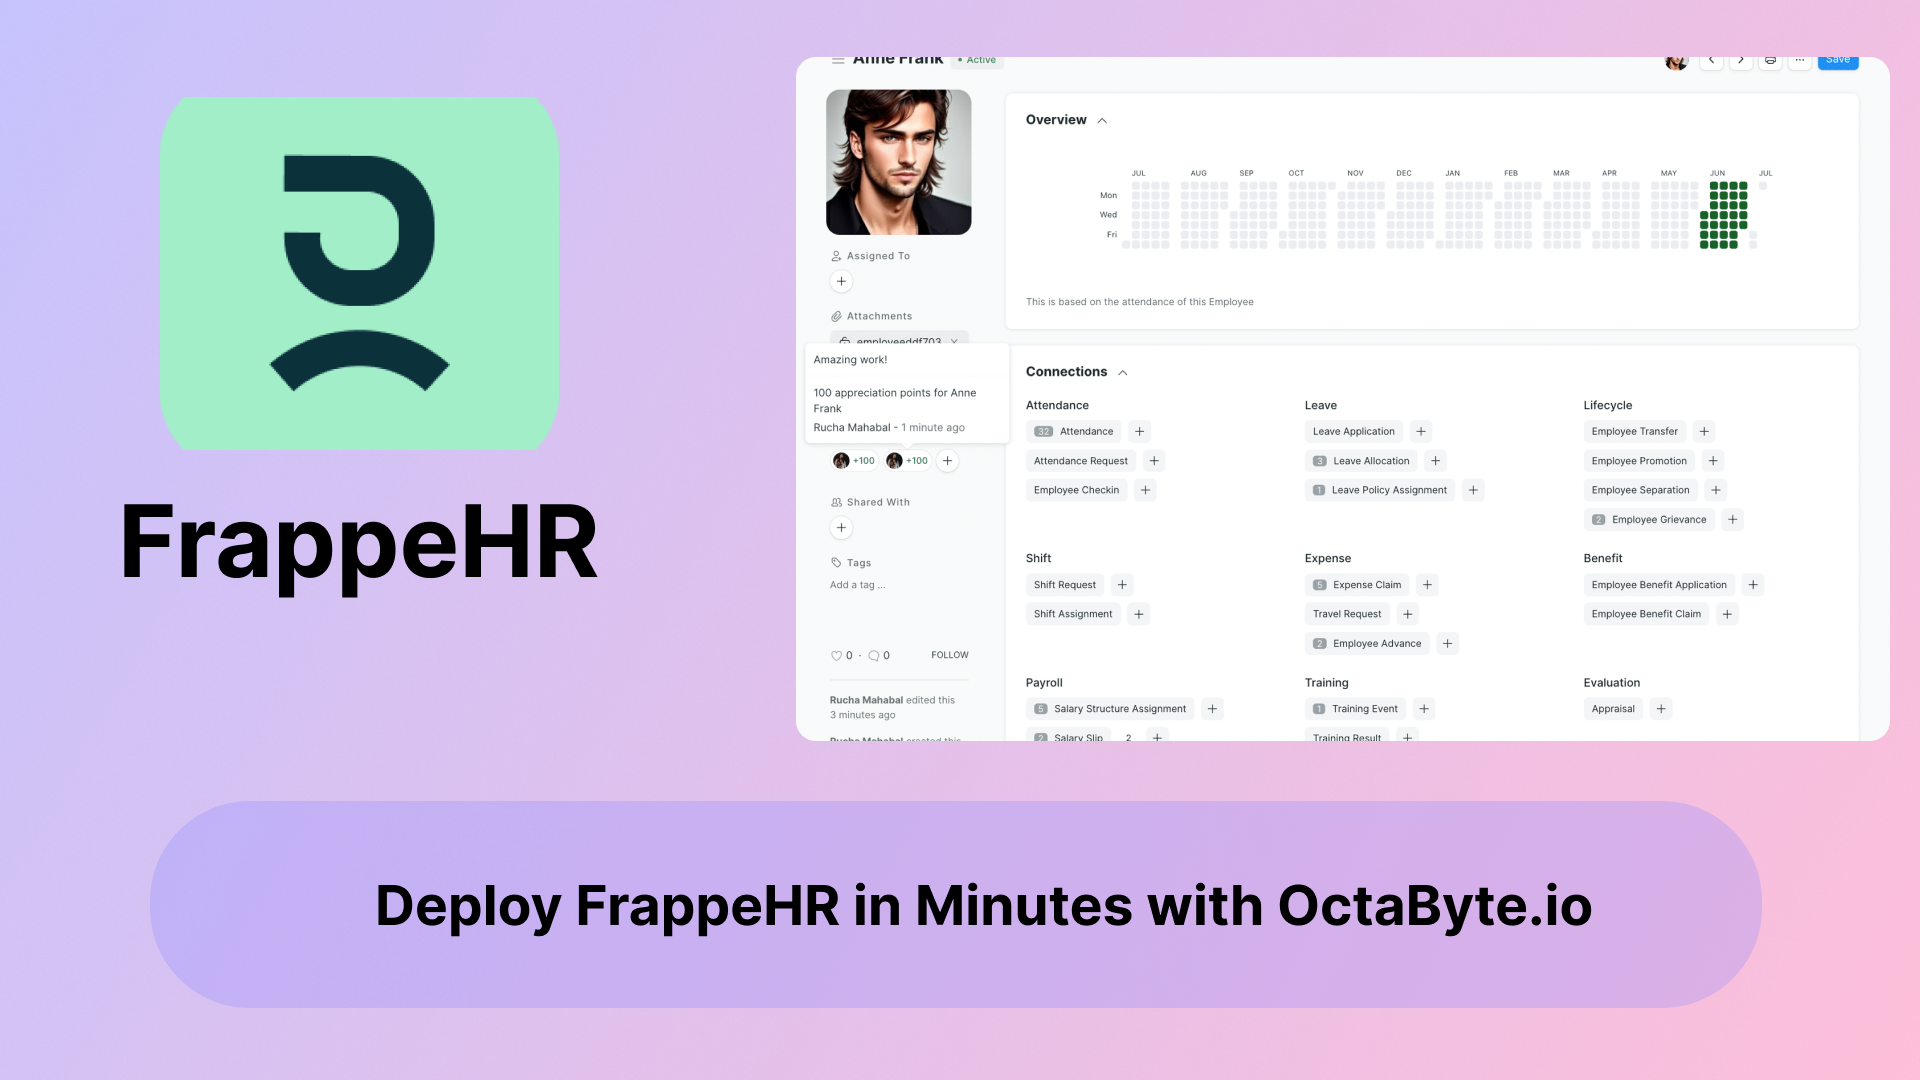 FrappeHR
Anne Frank
Active
Save
Assigned To
Attachments
employeeddf703
Amazing work!
100 appreciation points for Anne
Frank
Rucha Mahabal - 1 minute ago
+100 +100
Shared With
Tags
Add a tag ...
0 · 0 FOLLOW
Rucha Mahabal edited this
3 minutes ago
Rucha Mahabal created this
Overview
JUL AUG SEP OCT NOV DEC JAN FEB MAR APR MAY JUN JUL
Mon
Wed
Fri
This is based on the attendance of this Employee
Connections
Attendance
32 Attendance
Attendance Request
Employee Checkin
Leave
Leave Application
3 Leave Allocation
1 Leave Policy Assignment
Lifecycle
Employee Transfer
Employee Promotion
Employee Separation
2 Employee Grievance
Shift
Shift Request
Shift Assignment
Expense
5 Expense Claim
Travel Request
2 Employee Advance
Benefit
Employee Benefit Application
Employee Benefit Claim
Payroll
5 Salary Structure Assignment
2 Salary Slip 2
Training
1 Training Event
Training Result
Evaluation
Appraisal
Deploy FrappeHR in Minutes with OctaByte.io